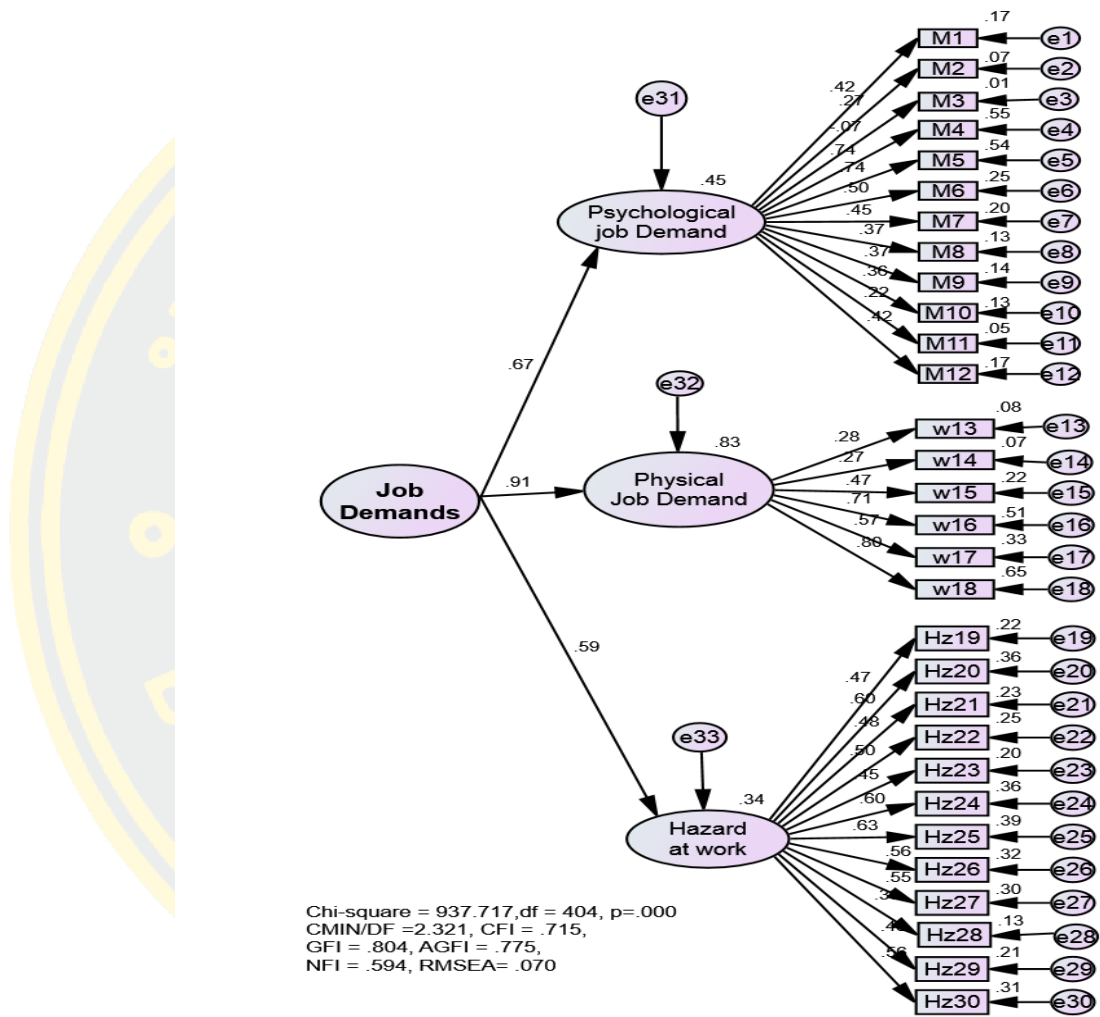 .17
M1
e1
.07
M2
e2
.01
M3
e3
.55
M4
e4
.54
M5
e5
.25
M6
e6
.20
M7
e7
.13
M8
e8
.14
M9
e9
.13
M10
e10
.05
M11
e11
.17
M12
e12
e31
.45
Psychological
job Demand
.42
.27
-.07
.74
.74
.50
.45
.37
.37
.36
.22
.42
.67
e32
.83
Physical
Job Demand
.91
Job
Demands
.28
.27
.47
.71
.57
.80
.08
w13
e13
.07
w14
e14
.22
w15
e15
.51
w16
e16
.33
w17
e17
.65
w18
e18
.59
e33
.34
Hazard
at work
.47
.60
.48
.50
.45
.60
.63
.56
.55
.56
.22
Hz19
e19
.36
Hz20
e20
.23
Hz21
e21
.25
Hz22
e22
.20
Hz23
e23
.36
Hz24
e24
.39
Hz25
e25
.32
Hz26
e26
.30
Hz27
e27
.13
Hz28
e28
.21
Hz29
e29
.31
Hz30
e30
Chi-square = 937.717,df = 404, p=.000
CMIN/DF =2.321, CFI = .715,
GFI = .804, AGFI = .775,
NFI = .594, RMSEA= .070